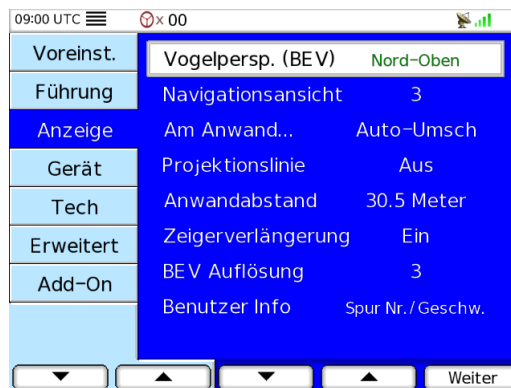 09:00 UTC
x 00
Voreinst.
Führung
Anzeige
Gerät
Tech
Erweitert
Add-On
Vogelpersp. (BEV) Nord-Oben
Navigationsansicht 3
Am Anwand... Auto-Umsch
Projektionslinie Aus
Anwandabstand 30.5 Meter
Zeigerverlängerung Ein
BEV Auflösung 3
Benutzer Info Spur Nr./Geschw.
Weiter